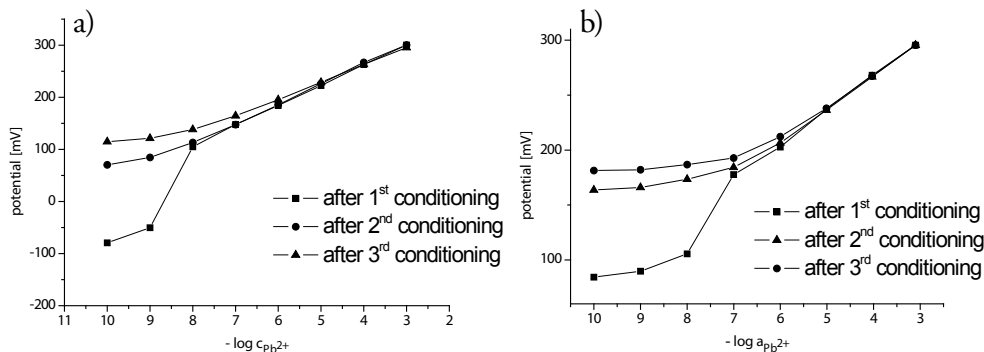 a)
potential [mV]
300
200
100
0
-100
-200
after 1st conditioning
after 2nd conditioning
after 3rd conditioning
11 10 9 8 7 6 5 4 3 2
- log cPb2+
b)
potential [mV]
300
200
100
after 1st conditioning
after 2nd conditioning
after 3rd conditioning
10 9 8 7 6 5 4 3
- log aPb2+